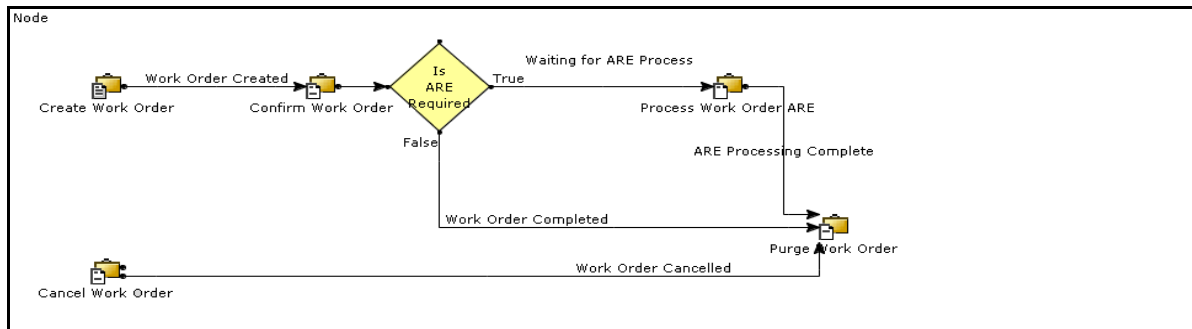 Node
Waiting for ARE Process
Work Order Created
Is
ARE
Required
True
Create Work Order
Confirm Work Order
Process Work Order ARE
False
ARE Processing Complete
Work Order Completed
Purge Work Order
Work Order Cancelled
Cancel Work Order